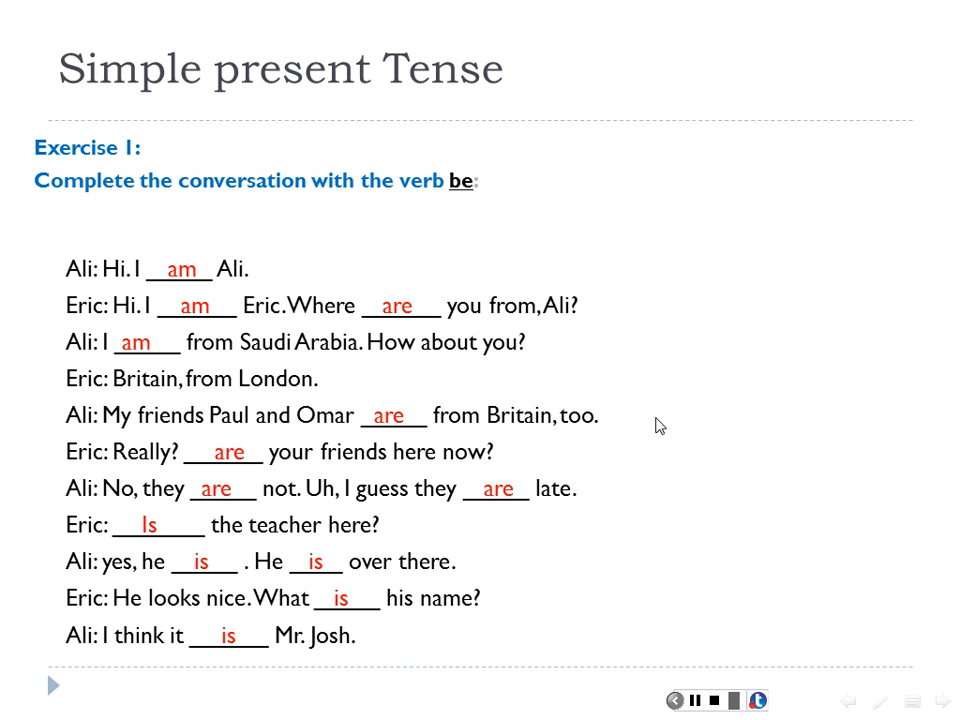 Simple present Tense
Exercise 1:
Complete the conversation with the verb be:
Ali: Hi. I __am__ Ali.
Eric: Hi. I __am__ Eric. Where __are__ you from, Ali?
Ali: I __am__ from Saudi Arabia. How about you?
Eric: Britain, from London.
Ali: My friends Paul and Omar __are__ from Britain, too.
Eric: Really? __are__ your friends here now?
Ali: No, they __are__ not. Uh, I guess they __are__ late.
Eric: __Is__ the teacher here?
Ali: yes, he __is__ . He __is__ over there.
Eric: He looks nice. What __is__ his name?
Ali: I think it __is__ Mr. Josh.